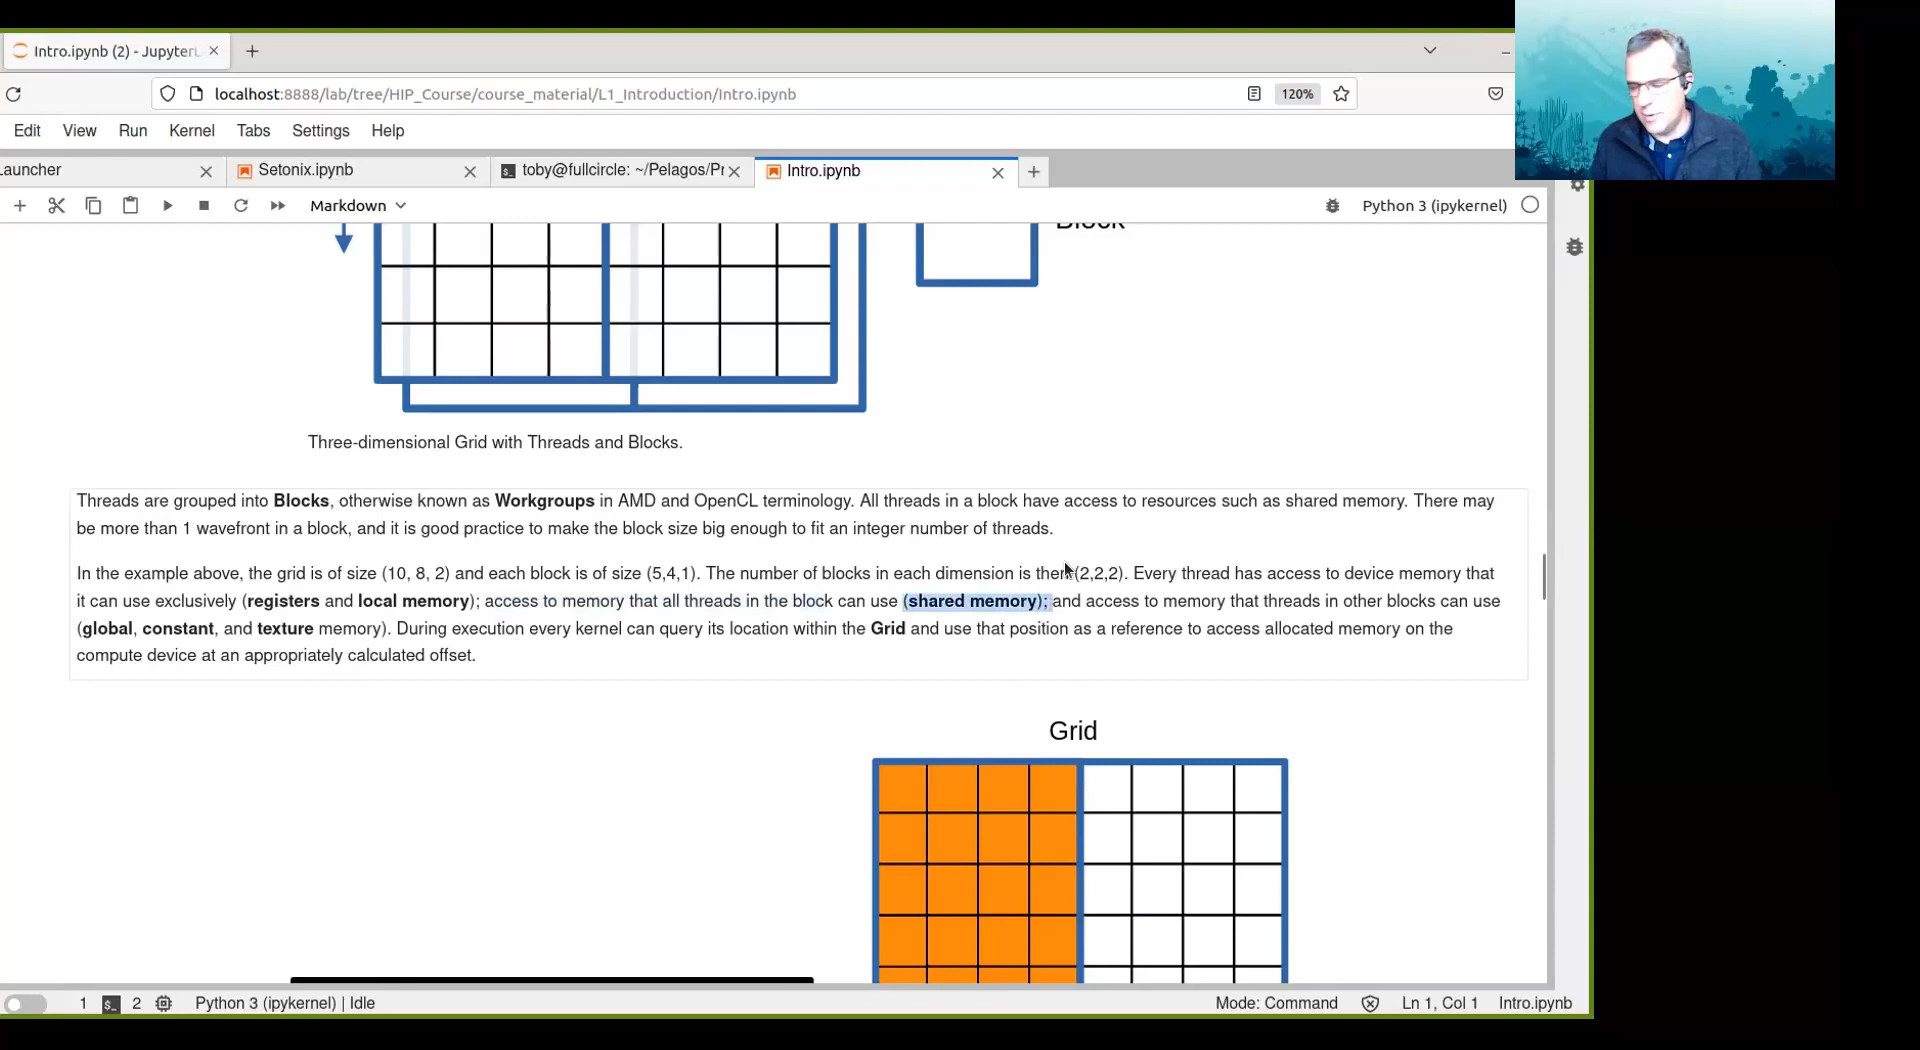 Intro.ipynb (2) - JupyterL
localhost:8888/lab/tree/HIP_Course/course_material/L1_Introduction/Intro.ipynb
120%
Edit View Run Kernel Tabs Settings Help
Launcher
Setonix.ipynb
toby@fullcircle: ~/Pelagos/Pr
Intro.ipynb
Markdown
Python 3 (ipykernel)
Block
Three-dimensional Grid with Threads and Blocks.
Threads are grouped into Blocks, otherwise known as Workgroups in AMD and OpenCL terminology. All threads in a block have access to resources such as shared memory. There may
be more than 1 wavefront in a block, and it is good practice to make the block size big enough to fit an integer number of threads.
In the example above, the grid is of size (10, 8, 2) and each block is of size (5,4,1). The number of blocks in each dimension is then (2,2,2). Every thread has access to device memory that
it can use exclusively (registers and local memory); access to memory that all threads in the block can use (shared memory); and access to memory that threads in other blocks can use
(global, constant, and texture memory). During execution every kernel can query its location within the Grid and use that position as a reference to access allocated memory on the
compute device at an appropriately calculated offset.
Grid
1 $_ 2 Python 3 (ipykernel) | Idle
Mode: Command Ln 1, Col 1 Intro.ipynb